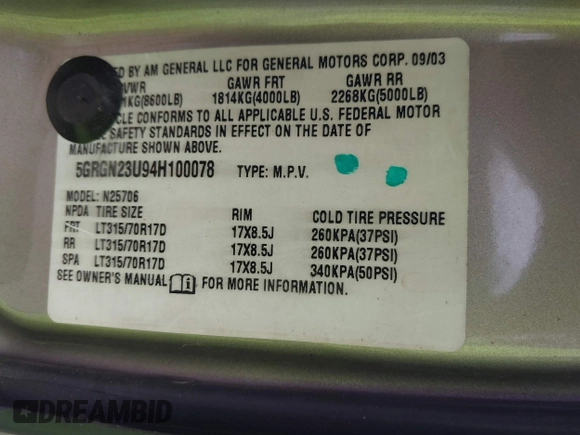 ED BY AM GENERAL LLC FOR GENERAL MOTORS CORP. 09/03
VWR GAWR FRT GAWR RR
KG(8600LB) 1814KG(4000LB) 2268KG(5000LB)
CLE CONFORMS TO ALL APPLICABLE U.S. FEDERAL MOTOR
SAFETY STANDARDS IN EFFECT ON THE DATE OF
MANUFACTURE SHOWN ABOVE.
5GRGN23U94H100078 TYPE: M.P.V.
MODEL: N25706
NPDA TIRE SIZE RIM COLD TIRE PRESSURE
FRT LT315/70R17D 17X8.5J 260KPA(37PSI)
RR LT315/70R17D 17X8.5J 260KPA(37PSI)
SPA LT315/70R17D 17X8.5J 340KPA(50PSI)
SEE OWNER'S MANUAL FOR MORE INFORMATION.
DREAMBID